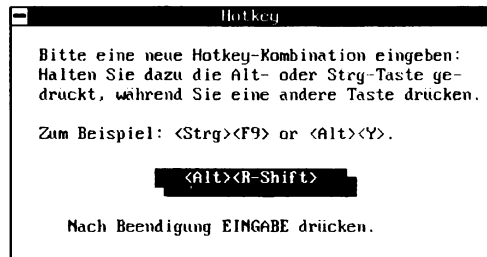 Hotkey
Bitte eine neue Hotkey-Kombination eingeben:
Halten Sie dazu die Alt- oder Strg-Taste ge-
drückt, während Sie eine andere Taste drücken.
Zum Beispiel: <Strg><F9> or <Alt><Y>.
<Alt><R-Shift>
Nach Beendigung EINGABE drücken.